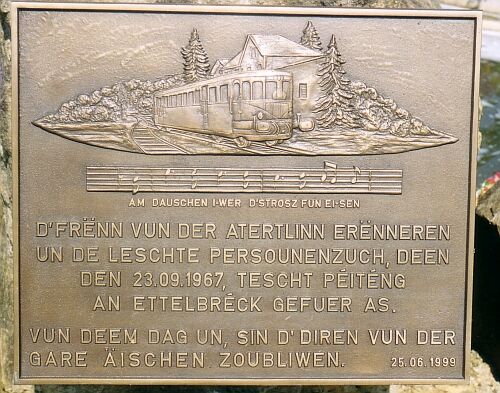 AM DAUSCHEN I-WER D'STROSZ FUN EI-SEN
D'FRËNN VUN DER ATERTLINN ERËNNEREN
UN DE LESCHTE PERSOUNENZUCH, DEEN
DEN 23.09.1967, TESCHT PÉITÉNG
AN ETTELBRÉCK GEFUER AS.
VUN DEEM DAG UN, SIN D'DIREN VUN DER
GARE ÄISCHEN ZOUBLIWEN. 25.06.1999